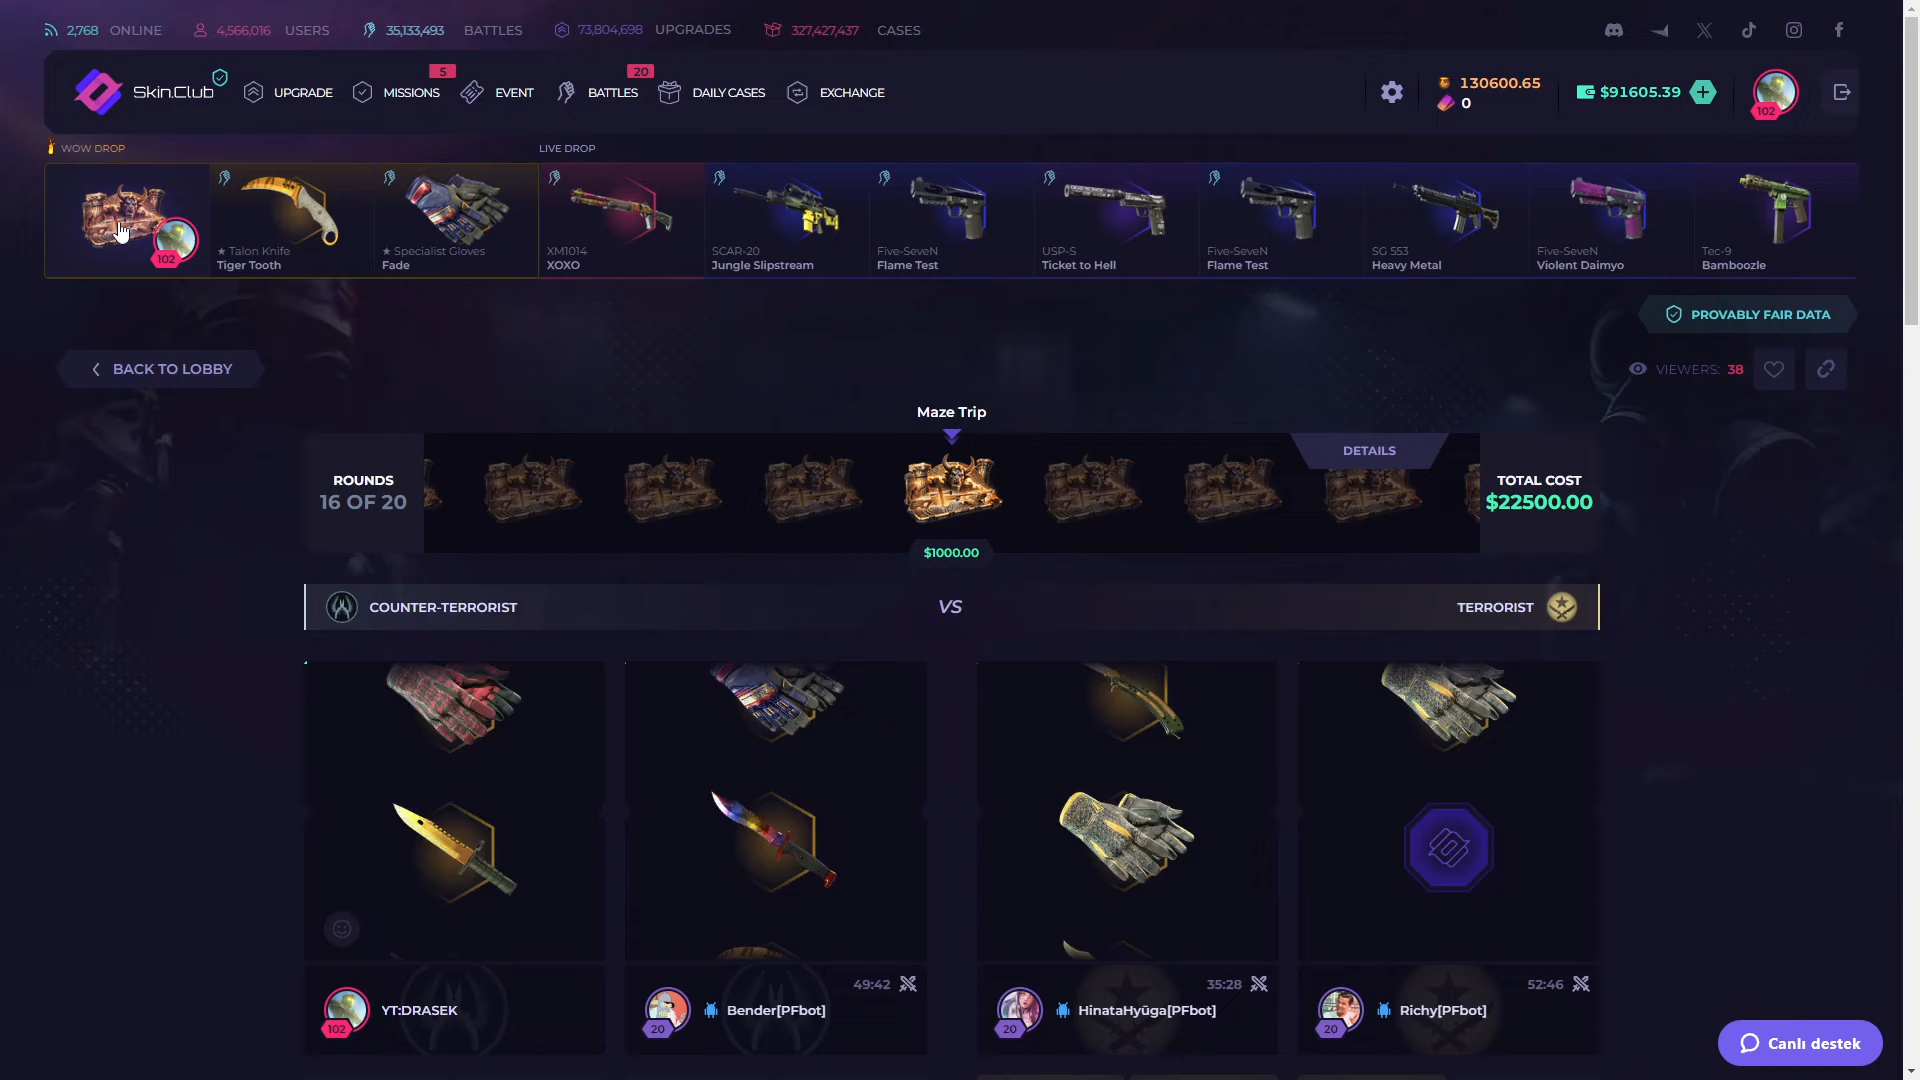 2,768 ONLINE 4,566,016 USERS 35,133,493 BATTLES 73,804,698 UPGRADES 327,427,437 CASES
Skin.Club UPGRADE 5 MISSIONS EVENT 20 BATTLES DAILY CASES EXCHANGE 130600.65 0 $91605.39 102
WOW DROP LIVE DROP
102
★ Talon Knife
Tiger Tooth
★ Specialist Gloves
Fade
XM1014
XOXO
SCAR-20
Jungle Slipstream
Five-SeveN
Flame Test
USP-S
Ticket to Hell
Five-SeveN
Flame Test
SG 553
Heavy Metal
Five-SeveN
Violent Daimyo
Tec-9
Bamboozle
PROVABLY FAIR DATA
BACK TO LOBBY VIEWERS: 38
Maze Trip
ROUNDS
16 OF 20
DETAILS
TOTAL COST
$22500.00
$1000.00
COUNTER-TERRORIST VS TERRORIST
102 YT:DRASEK
49:42
20 Bender[PFbot]
35:28
20 HinataHyūga[PFbot]
52:46
20 Richy[PFbot]
Canlı destek